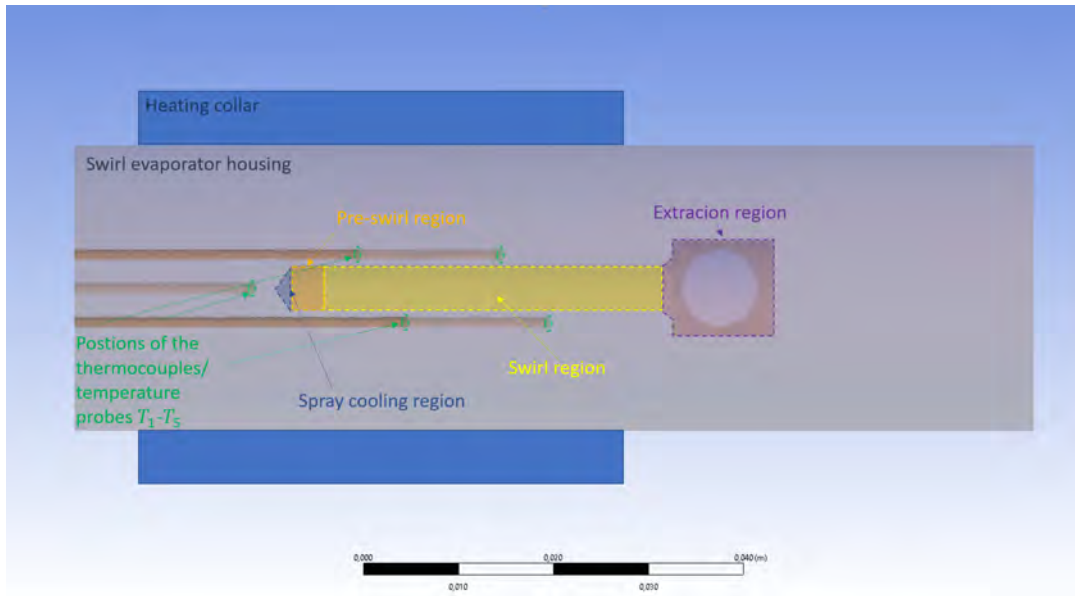 Heating collar
Swirl evaporator housing
Pre-swirl region
Extracion region
Postions of the
thermocouples/
temperature
probes T₁-T₅
Spray cooling region
Swirl region
0,000
0,020
0,040 (m)
0,010
0,030